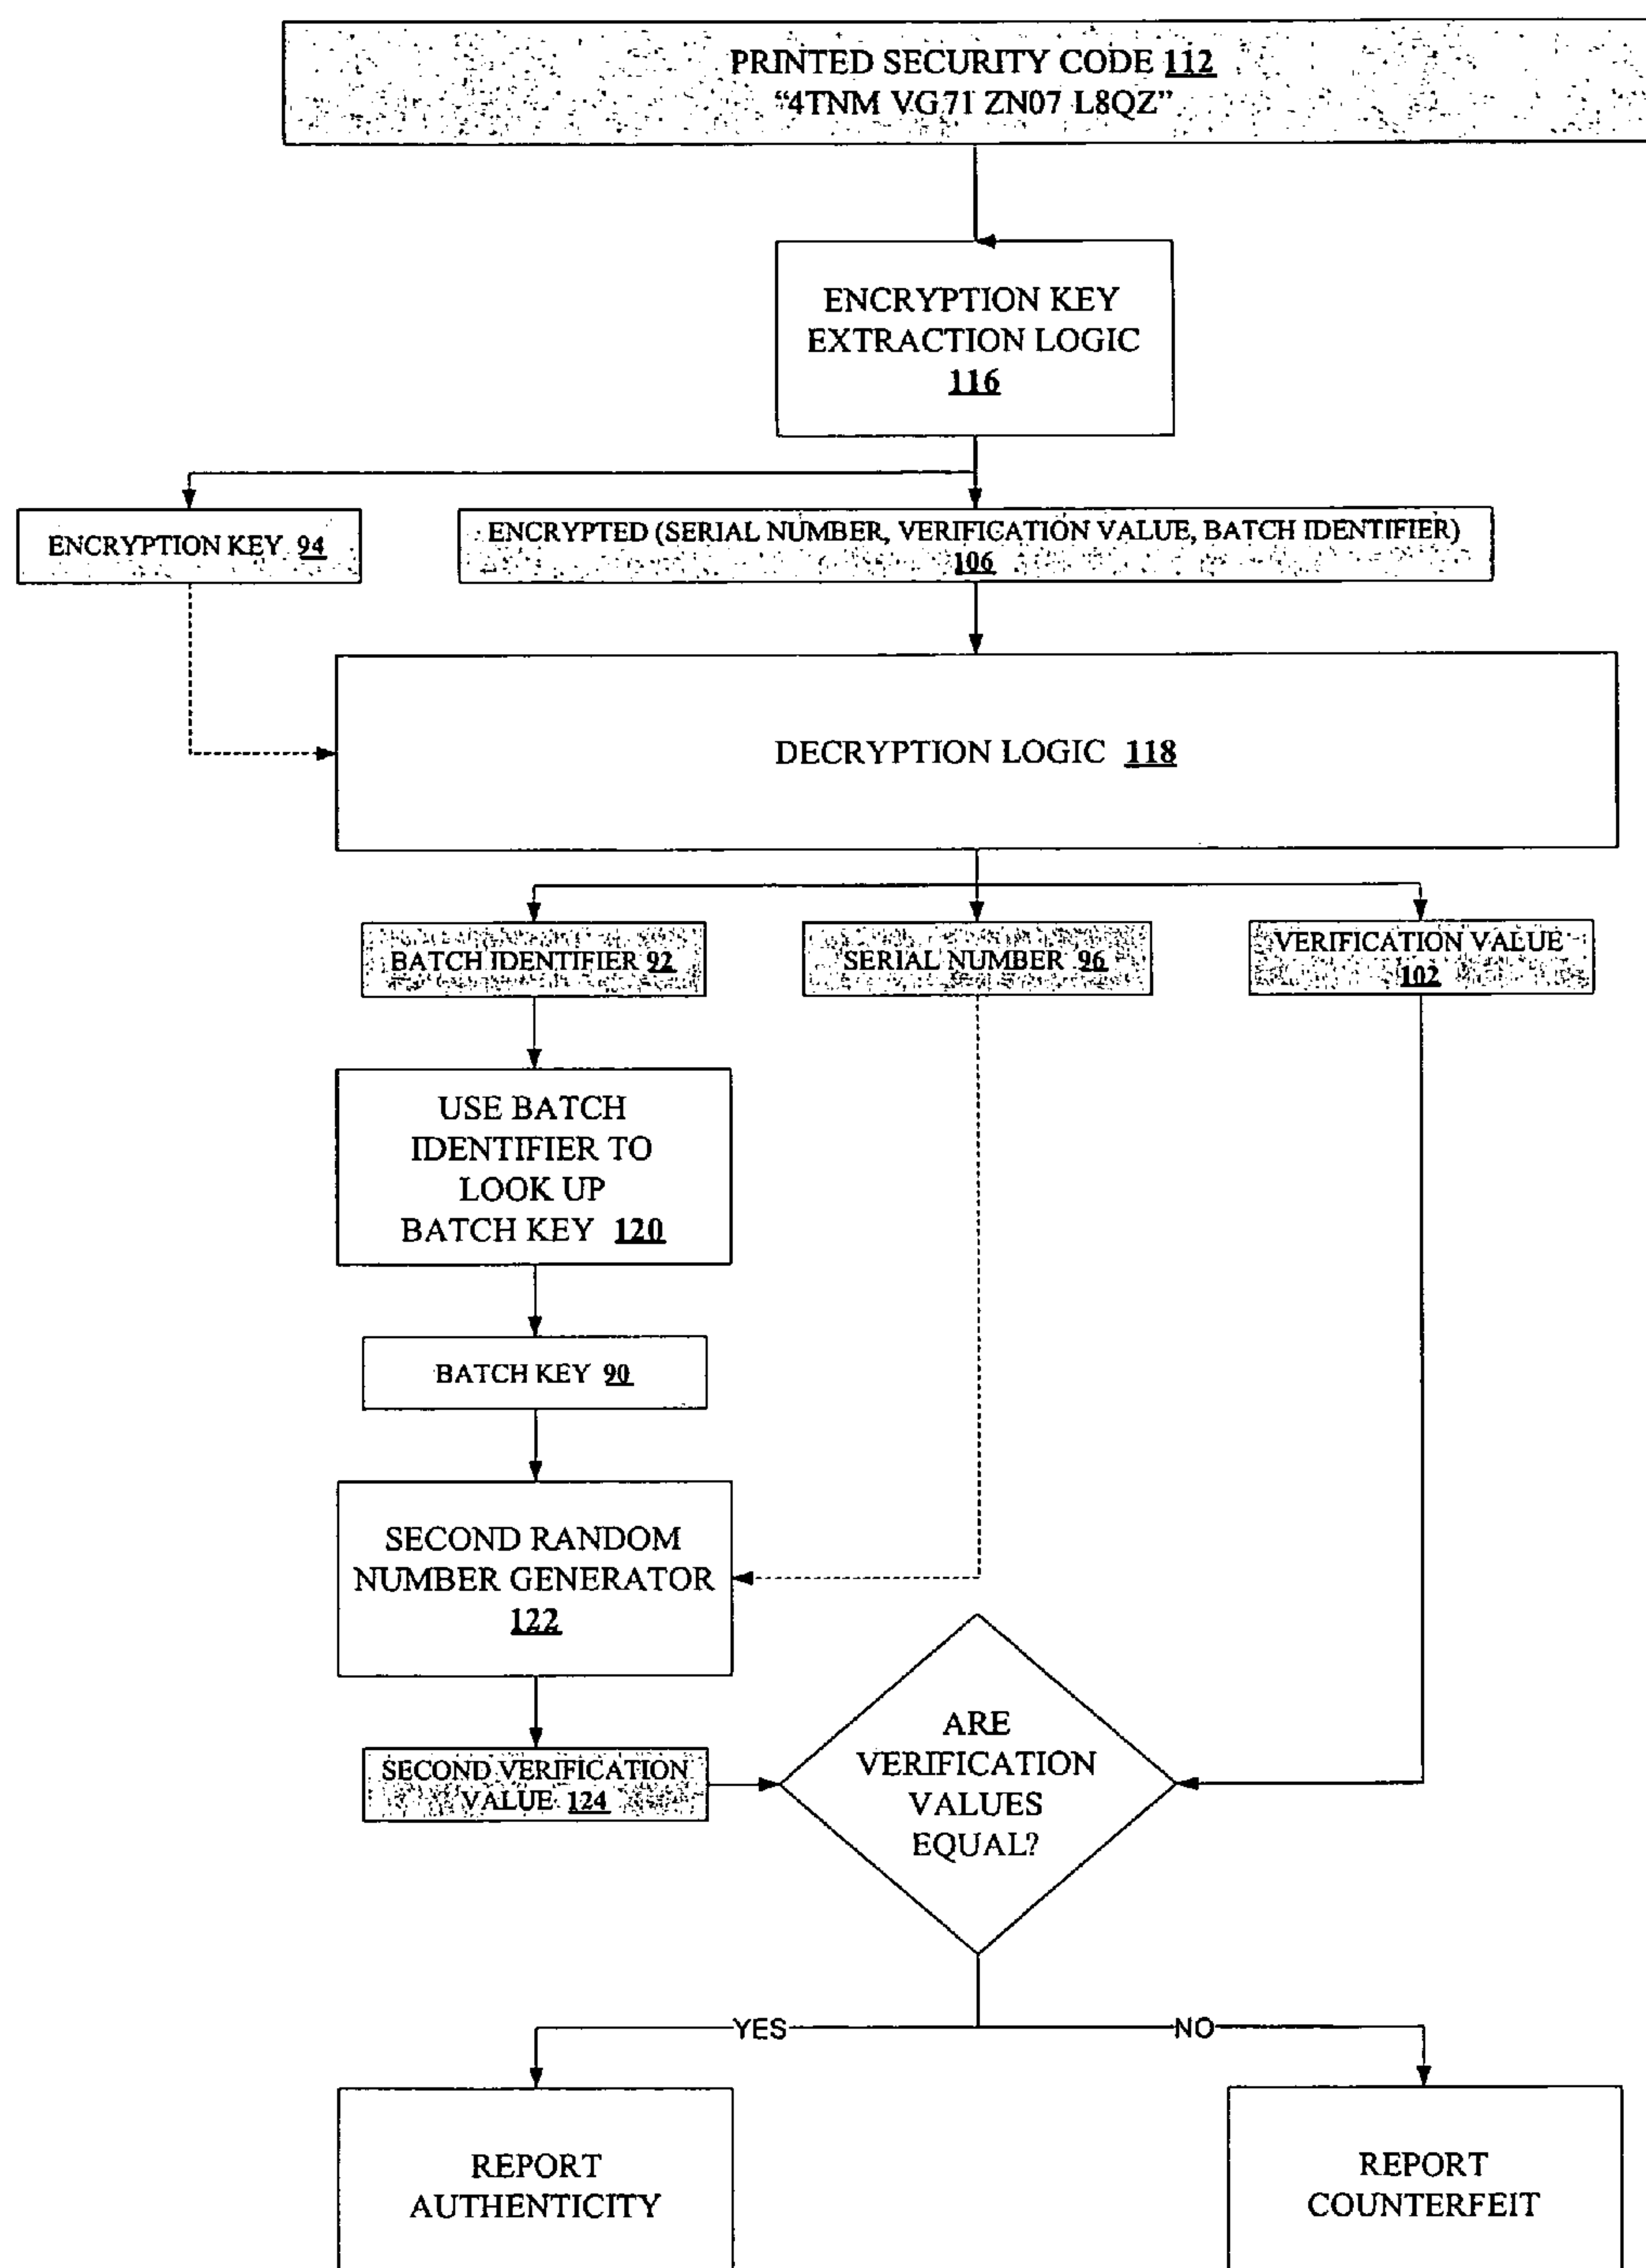 PRINTED SECURITY CODE 112
“4TNM VG71 ZN07 L8QZ”
ENCRYPTION KEY
EXTRACTION LOGIC
116
ENCRYPTION KEY 94
ENCRYPTED (SERIAL NUMBER, VERIFICATION VALUE, BATCH IDENTIFIER)
106
DECRYPTION LOGIC 118
BATCH IDENTIFIER 92
SERIAL NUMBER 96
VERIFICATION VALUE
102
USE BATCH
IDENTIFIER TO
LOOK UP
BATCH KEY 120
BATCH KEY 90
SECOND RANDOM
NUMBER GENERATOR
122
SECOND VERIFICATION
VALUE 124
ARE
VERIFICATION
VALUES
EQUAL?
YES
NO
REPORT
AUTHENTICITY
REPORT
COUNTERFEIT